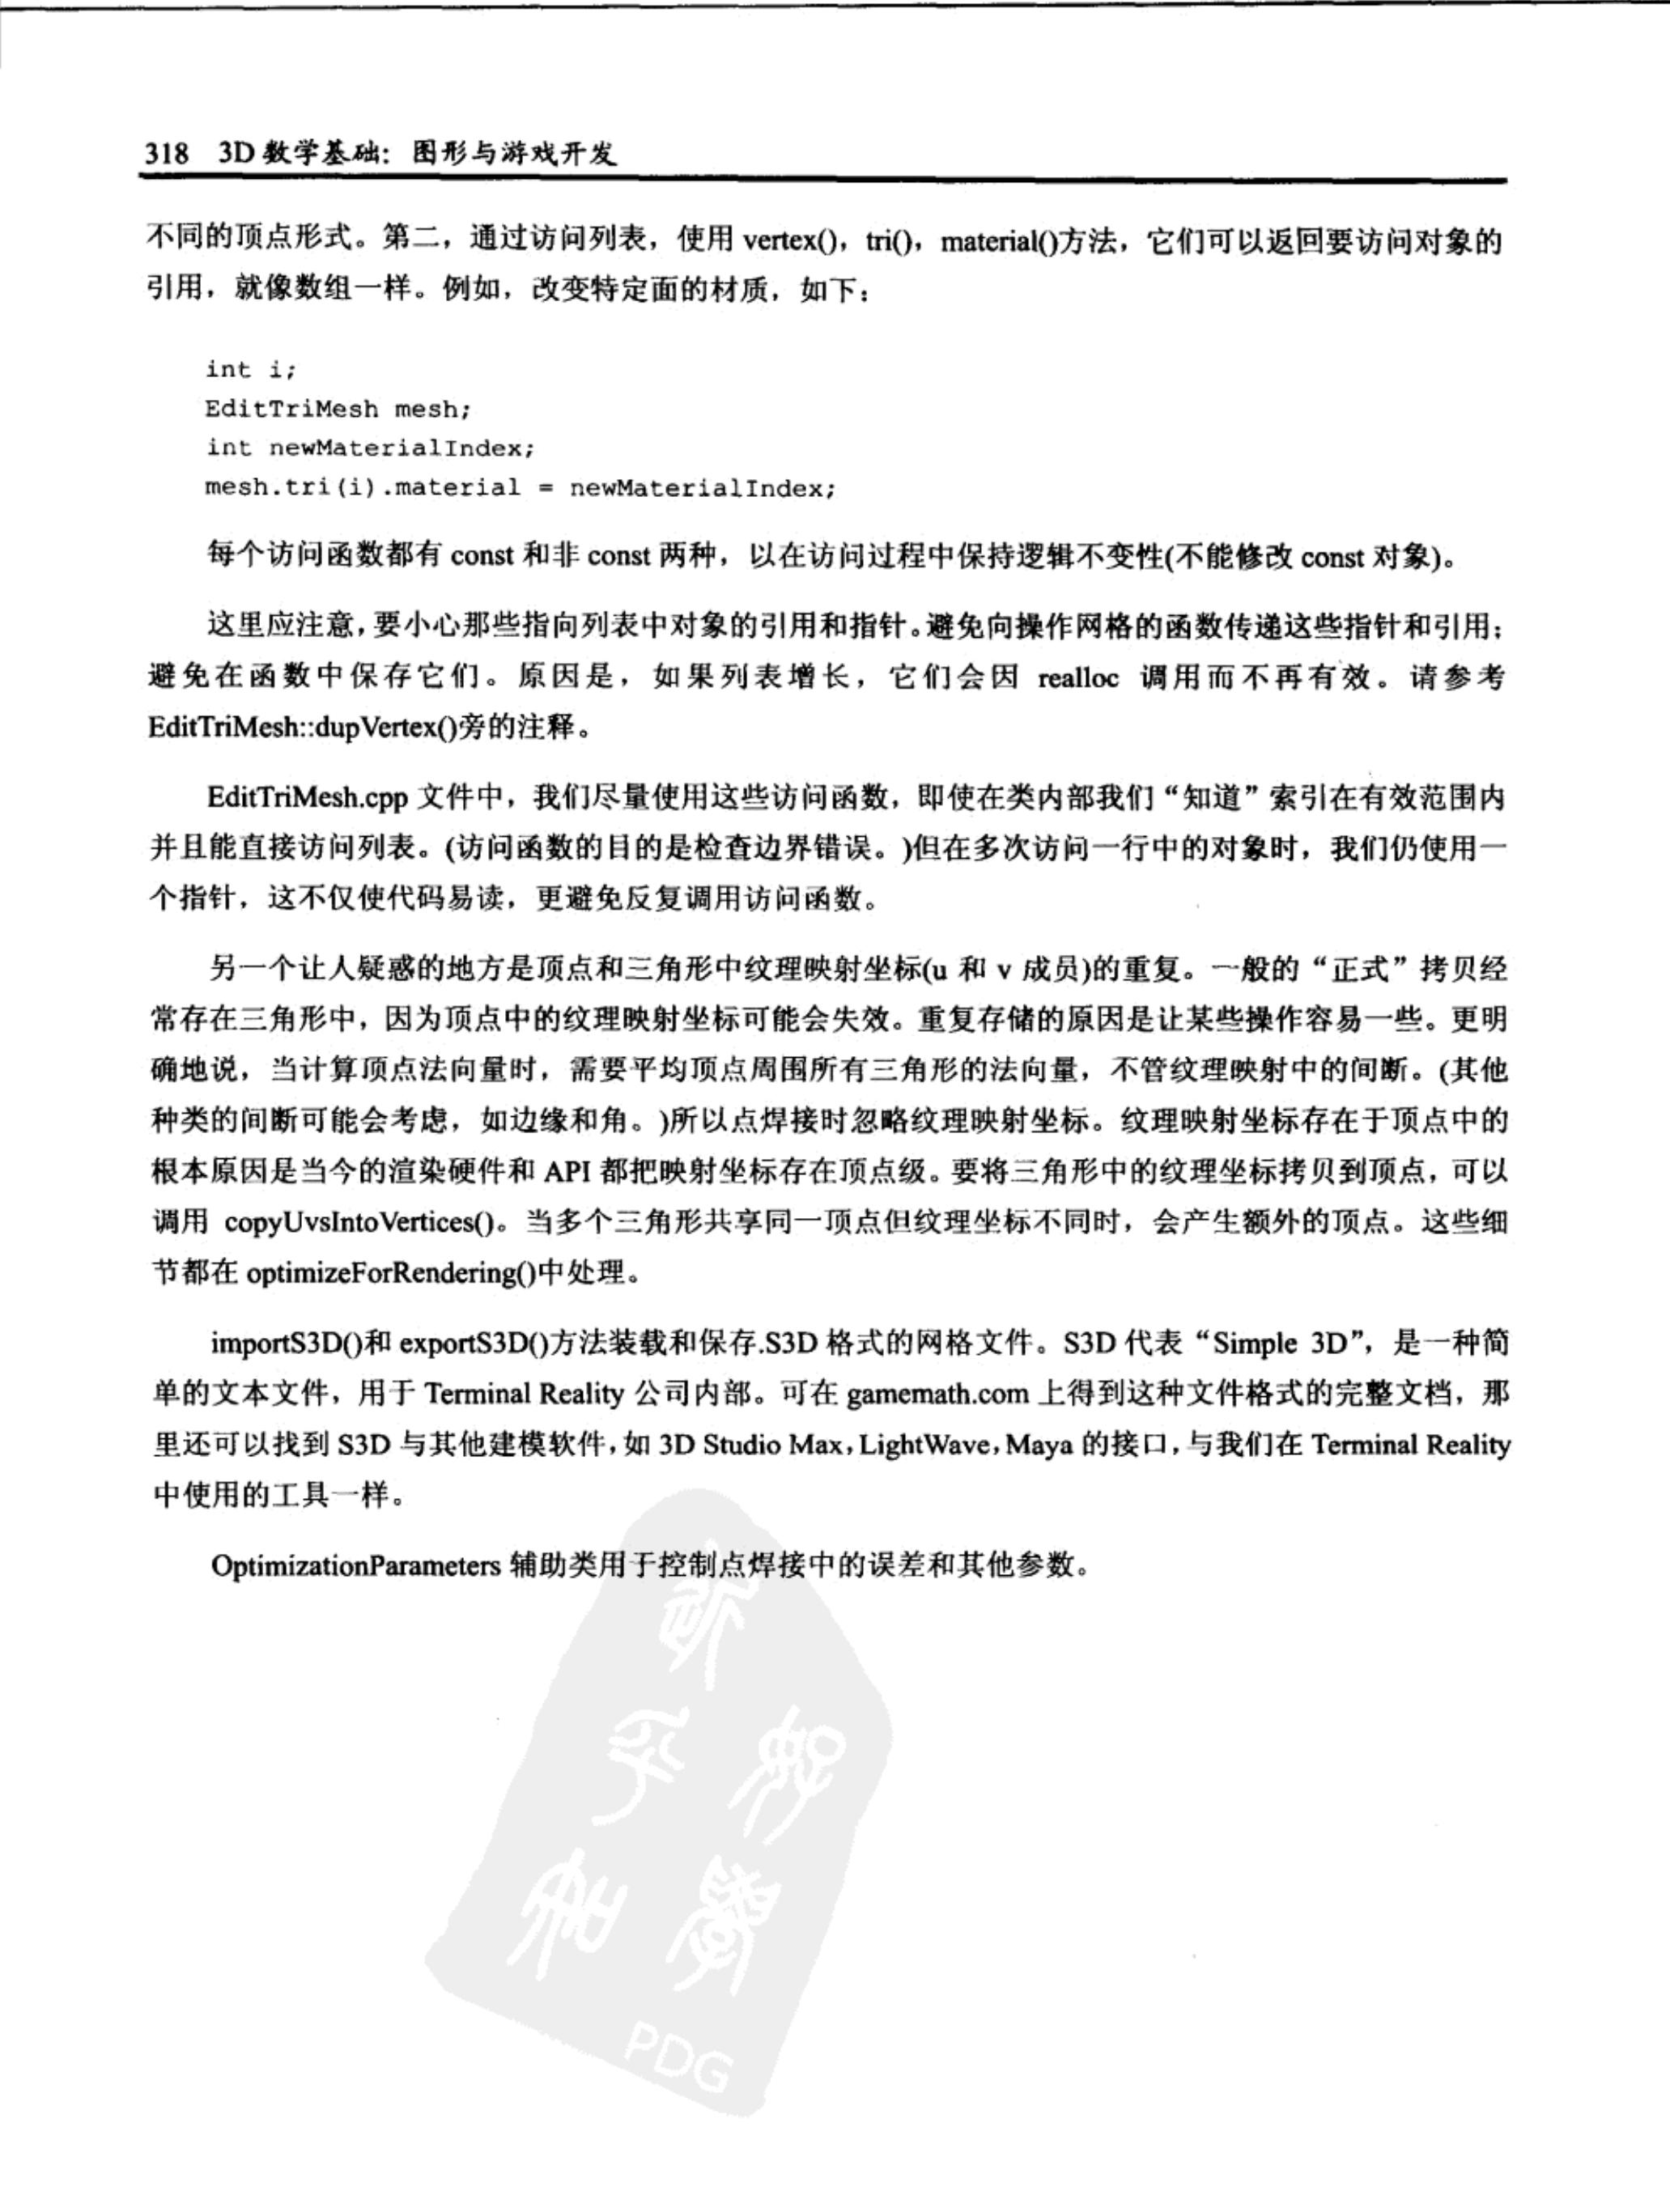 318 3D 数学基础：图形与游戏开发
不同的顶点形式。第二，通过访问列表，使用 vertex()，tri()，material()方法，它们可以返回要访问对象的
引用，就像数组一样。例如，改变特定面的材质，如下：
int i;
EditTriMesh mesh;
int newMaterialIndex;
mesh.tri(i).material = newMaterialIndex;
每个访问函数都有 const 和非 const 两种，以在访问过程中保持逻辑不变性(不能修改 const 对象)。
这里应注意，要小心那些指向列表中对象的引用和指针。避免向操作网格的函数传递这些指针和引用；
避免在函数中保存它们。原因是，如果列表增长，它们会因 realloc 调用而不再有效。请参考
EditTriMesh::dupVertex()旁的注释。
EditTriMesh.cpp 文件中，我们尽量使用这些访问函数，即使在类内部我们“知道”索引在有效范围内
并且能直接访问列表。(访问函数的目的是检查边界错误。)但在多次访问一行中的对象时，我们仍使用一
个指针，这不仅使代码易读，更避免反复调用访问函数。
另一个让人疑惑的地方是顶点和三角形中纹理映射坐标(u 和 v 成员)的重复。一般的“正式”拷贝经
常存在三角形中，因为顶点中的纹理映射坐标可能会失效。重复存储的原因是让某些操作容易一些。更明
确地说，当计算顶点法向量时，需要平均顶点周围所有三角形的法向量，不管纹理映射中的间断。(其他
种类的间断可能会考虑，如边缘和角。)所以点焊接时忽略纹理映射坐标。纹理映射坐标存在于顶点中的
根本原因是当今的渲染硬件和 API 都把映射坐标存在顶点级。要将三角形中的纹理坐标拷贝到顶点，可以
调用 copyUvsIntoVertices()。当多个三角形共享同一顶点但纹理坐标不同时，会产生额外的顶点。这些细
节都在 optimizeForRendering()中处理。
importS3D()和 exportS3D()方法装载和保存.S3D 格式的网格文件。S3D 代表“Simple 3D”，是一种简
单的文本文件，用于 Terminal Reality 公司内部。可在 gamemath.com 上得到这种文件格式的完整文档，那
里还可以找到 S3D 与其他建模软件，如 3D Studio Max，LightWave，Maya 的接口，与我们在 Terminal Reality
中使用的工具一样。
OptimizationParameters 辅助类用于控制点焊接中的误差和其他参数。
PDG